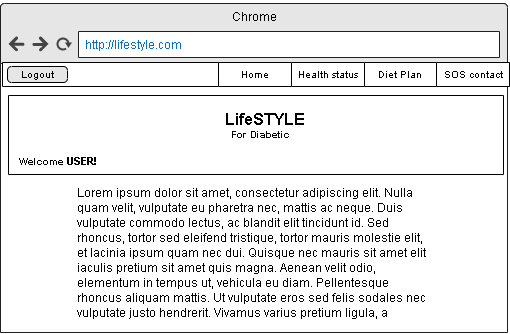 Chrome
http://lifestyle.com
Logout Home Health status Diet Plan SOS contact
LifeSTYLE
For Diabetic
Welcome USER!
Lorem ipsum dolor sit amet, consectetur adipiscing elit. Nulla
quam velit, vulputate eu pharetra nec, mattis ac neque. Duis
vulputate commodo lectus, ac blandit elit tincidunt id. Sed
rhoncus, tortor sed eleifend tristique, tortor mauris molestie elit,
et lacinia ipsum quam nec dui. Quisque nec mauris sit amet elit
iaculis pretium sit amet quis magna. Aenean velit odio,
elementum in tempus ut, vehicula eu diam. Pellentesque
rhoncus aliquam mattis. Ut vulputate eros sed felis sodales nec
vulputate justo hendrerit. Vivamus varius pretium ligula, a